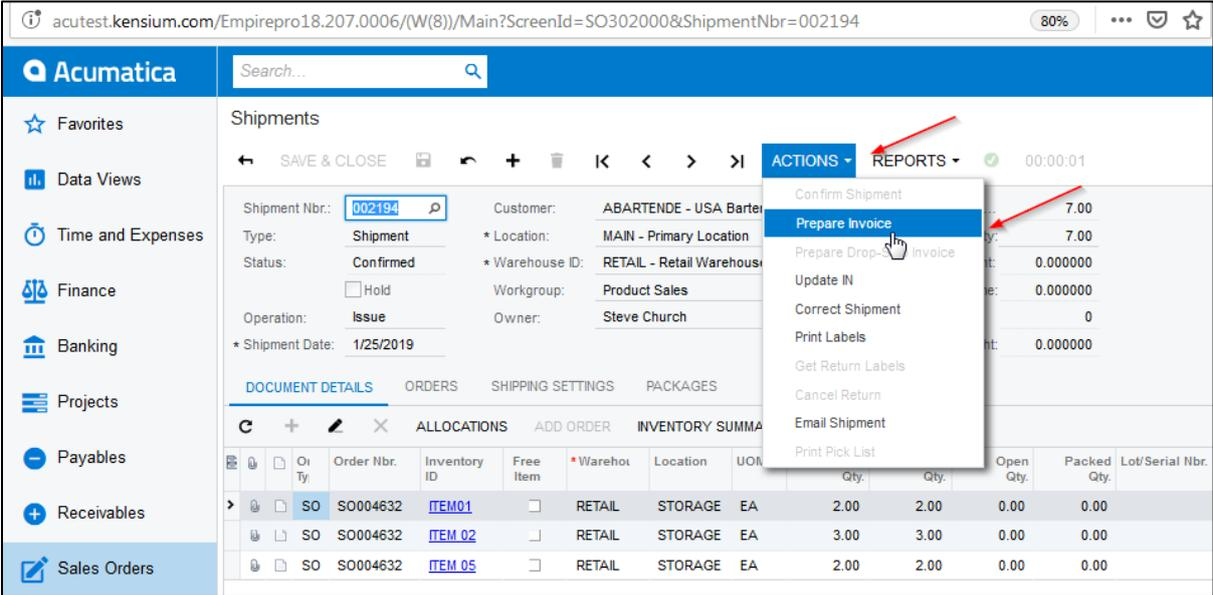 acutest.kensium.com/Empirepro18.207.0006/(W(8))/Main?ScreenId=SO302000&ShipmentNbr=002194 80%
Acumatica Search...
Favorites
Data Views
Time and Expenses
Finance
Banking
Projects
Payables
Receivables
Sales Orders
Shipments
SAVE & CLOSE ACTIONS REPORTS 00:00:01
Shipment Nbr.: 002194 Customer: ABARTENDE - USA Barte 7.00
Type: Shipment * Location: MAIN - Primary Location 7.00
Status: Confirmed * Warehouse ID: RETAIL - Retail Warehouse 0.000000
Hold Workgroup: Product Sales 0.000000
Operation: Issue Owner: Steve Church 0
* Shipment Date: 1/25/2019 0.000000
Confirm Shipment
Prepare Invoice
Prepare Drop-S Invoice
Update IN
Correct Shipment
Print Labels
Get Return Labels
Cancel Return
Email Shipment
Print Pick List
DOCUMENT DETAILS ORDERS SHIPPING SETTINGS PACKAGES
ALLOCATIONS ADD ORDER INVENTORY SUMMA
Order Nbr. Inventory ID Free Item * Warehou Location UOM Qty. Qty. Open Qty. Packed Qty. Lot/Serial Nbr.
SO SO004632 ITEM01 RETAIL STORAGE EA 2.00 2.00 0.00 0.00
SO SO004632 ITEM 02 RETAIL STORAGE EA 3.00 3.00 0.00 0.00
SO SO004632 ITEM 05 RETAIL STORAGE EA 2.00 2.00 0.00 0.00